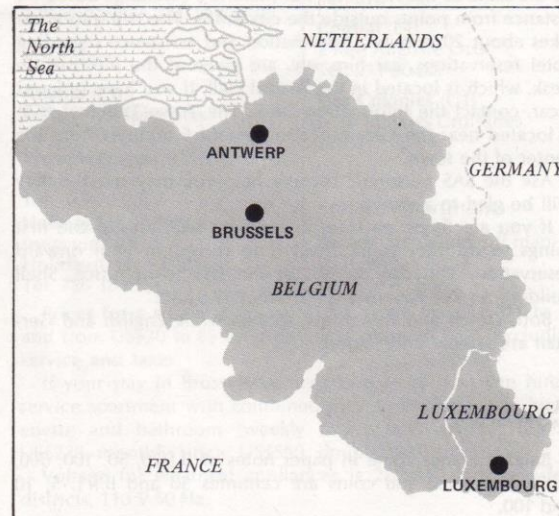 The
North
Sea
NETHERLANDS
ANTWERP
GERMANY
BRUSSELS
BELGIUM
LUXEMBOURG
FRANCE
LUXEMBOURG